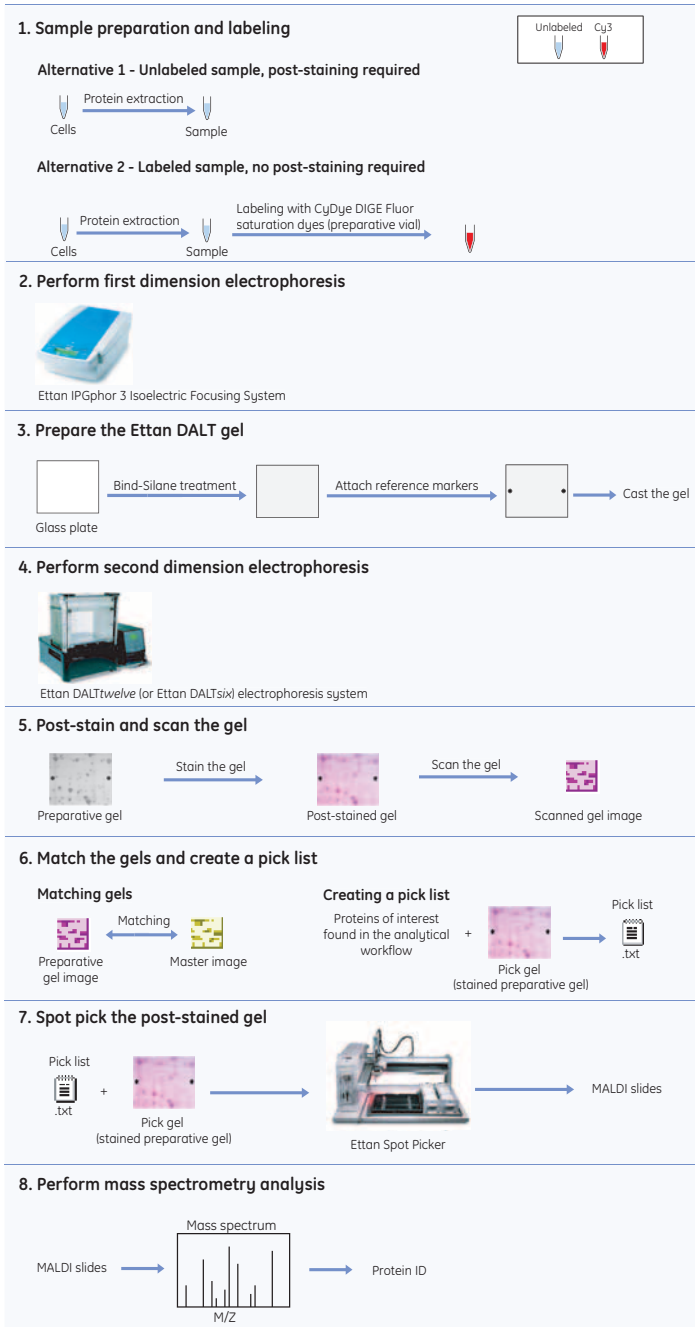 1. Sample preparation and labeling
Unlabeled Cy3
Alternative 1 - Unlabeled sample, post-staining required
Protein extraction
Cells
Sample
Alternative 2 - Labeled sample, no post-staining required
Protein extraction
Labeling with CyDye DIGE Fluor
saturation dyes (preparative vial)
Cells
Sample
2. Perform first dimension electrophoresis
Ettan IPGphor 3 Isoelectric Focusing System
3. Prepare the Ettan DALT gel
Bind-Silane treatment
Attach reference markers
Cast the gel
Glass plate
4. Perform second dimension electrophoresis
Ettan DALTtwelve (or Ettan DALTsix) electrophoresis system
5. Post-stain and scan the gel
Stain the gel
Scan the gel
Preparative gel
Post-stained gel
Scanned gel image
6. Match the gels and create a pick list
Matching gels
Matching
Preparative
gel image
Master image
Creating a pick list
Proteins of interest
found in the analytical
workflow
+
Pick gel
(stained preparative gel)
Pick list
.txt
7. Spot pick the post-stained gel
Pick list
.txt
+
Pick gel
(stained preparative gel)
Ettan Spot Picker
MALDI slides
8. Perform mass spectrometry analysis
Mass spectrum
MALDI slides
Protein ID
M/Z